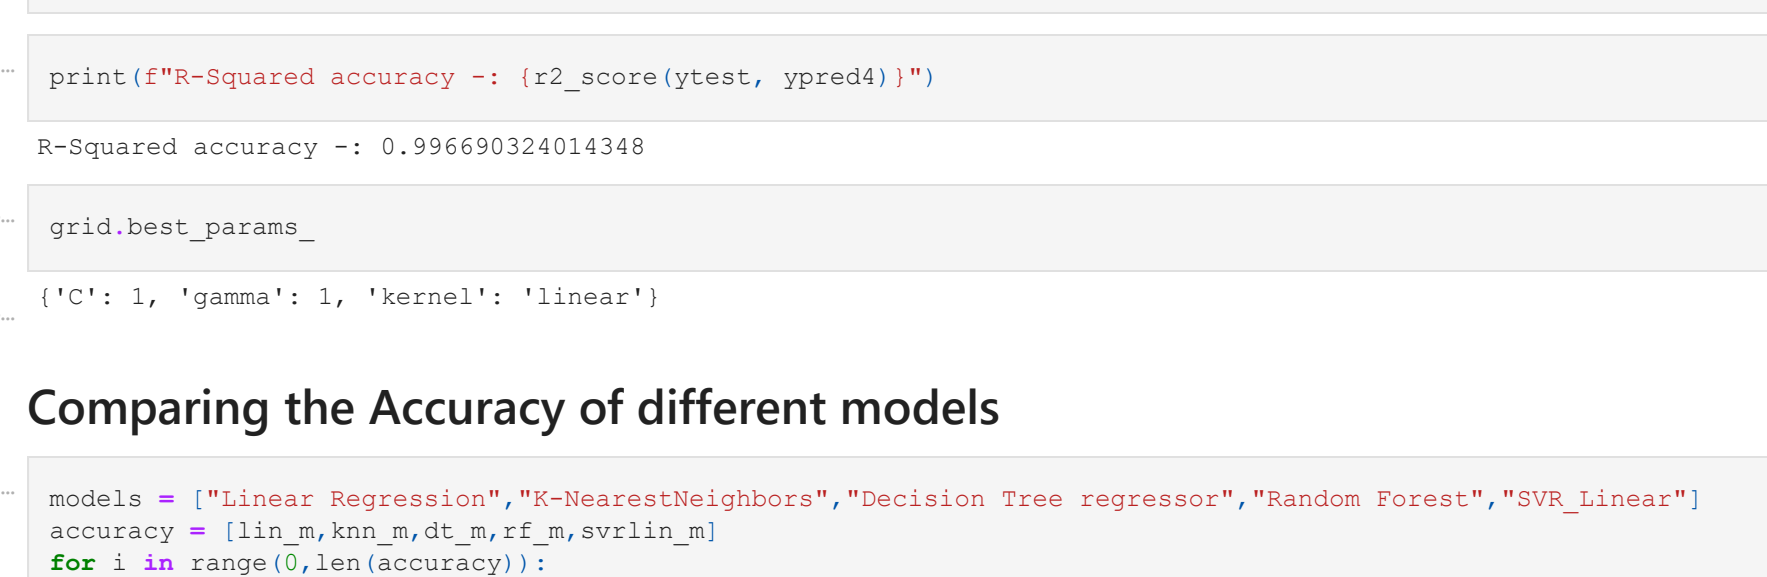 print(f"R-Squared accuracy -: {r2_score(ytest, ypred4)}")
R-Squared accuracy -: 0.996690324014348
grid.best_params_
{'C': 1, 'gamma': 1, 'kernel': 'linear'}
Comparing the Accuracy of different models
models = ["Linear Regression","K-NearestNeighbors","Decision Tree regressor","Random Forest","SVR_Linear"]
accuracy = [lin_m,knn_m,dt_m,rf_m,svrlin_m]
for i in range(0,len(accuracy)):